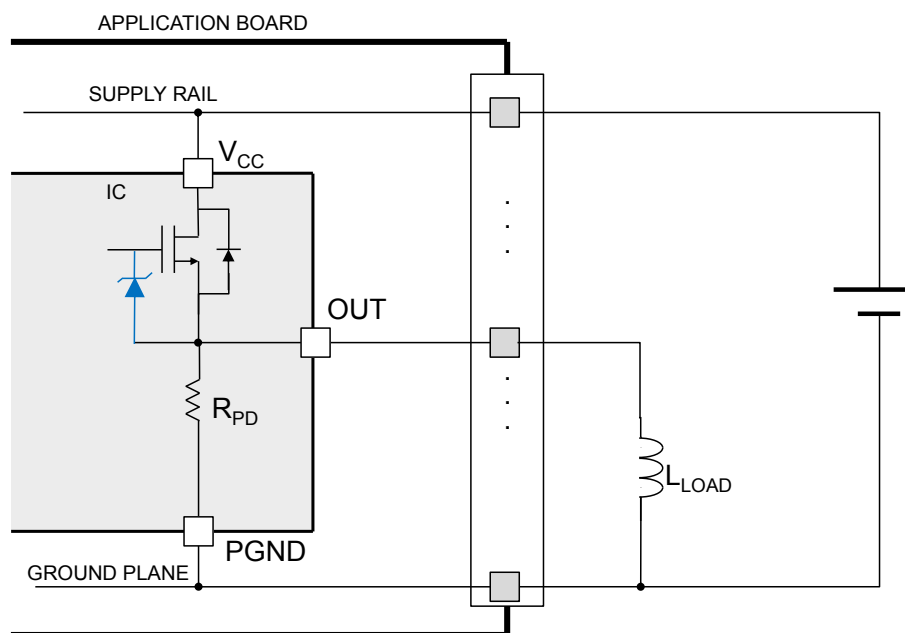 APPLICATION BOARD
SUPPLY RAIL
VCC
IC
OUT
RPD
LLOAD
PGND
GROUND PLANE